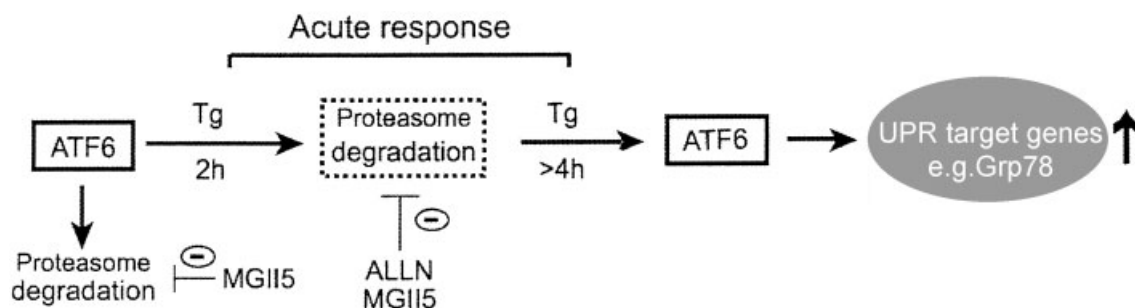 Acute response
Tg
Proteasome
degradation
Tg
ATF6
2h
>4h
ATF6
UPR target genes
e.g.Grp78
Proteasome
degradation
MGII5
ALLN
MGII5